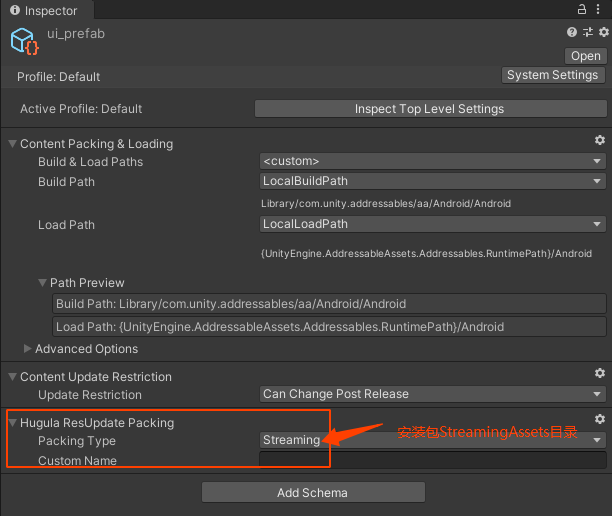 Inspector
ui_prefab
Open
Profile: Default
System Settings
Active Profile: Default
Inspect Top Level Settings
Content Packing & Loading
Build & Load Paths
<custom>
Build Path
LocalBuildPath
Library/com.unity.addressables/aa/Android/Android
Load Path
LocalLoadPath
{UnityEngine.AddressableAssets.Addressables.RuntimePath}/Android
Path Preview
Build Path: Library/com.unity.addressables/aa/Android/Android
Load Path: {UnityEngine.AddressableAssets.Addressables.RuntimePath}/Android
Advanced Options
Content Update Restriction
Update Restriction
Can Change Post Release
Hugula ResUpdate Packing
Packing Type
Streaming
安装包StreamingAssets目录
Custom Name
Add Schema